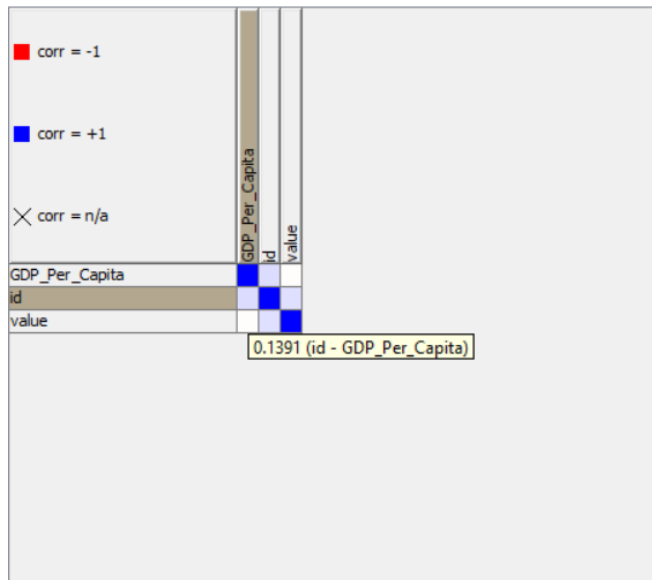 corr = -1
corr = +1
corr = n/a
GDP_Per_Capita
id
value
GDP_Per_Capita
id
value
0.1391 (id - GDP_Per_Capita)